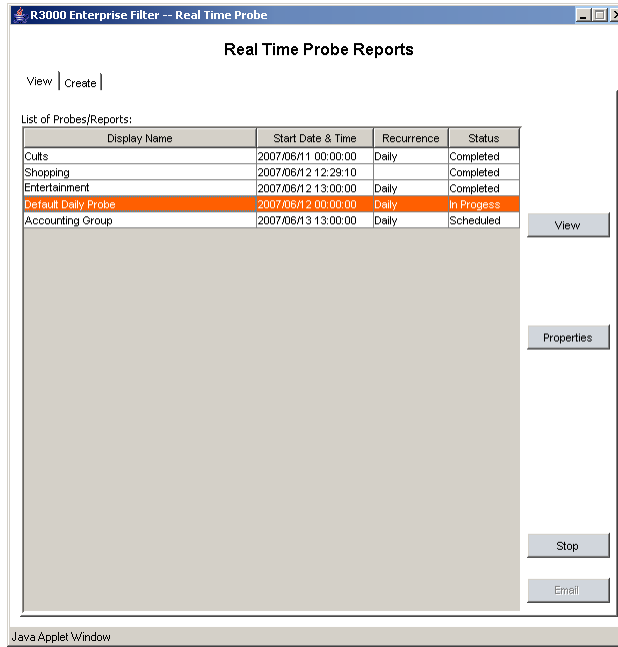 R3000 Enterprise Filter -- Real Time Probe
Real Time Probe Reports
View Create
List of Probes/Reports:
Display Name Start Date & Time Recurrence Status
Cults 2007/06/11 00:00:00 Daily Completed
Shopping 2007/06/12 12:29:10 Completed
Entertainment 2007/06/12 13:00:00 Daily Completed
Default Daily Probe 2007/06/12 00:00:00 Daily In Progess
Accounting Group 2007/06/13 13:00:00 Daily Scheduled
View
Properties
Stop
Email
Java Applet Window